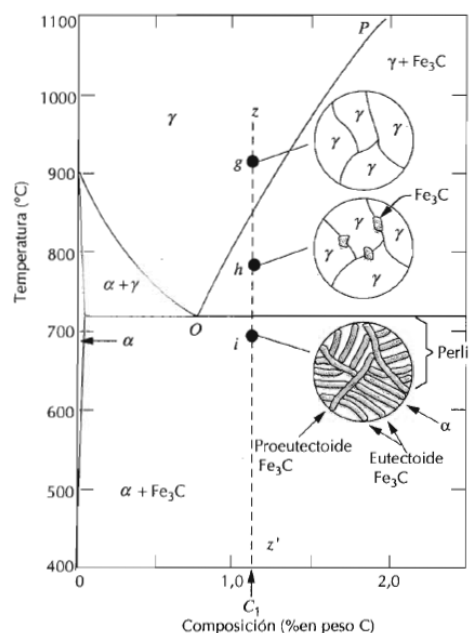 1100
P
γ + Fe₃C
1000
γ
z
γ
γ
γ
γ
g
900
Fe₃C
γ
γ
γ
γ
800
h
α + γ
O
700
α
i
Perli
α
Proeutectoide
Fe₃C
Eutectoide
Fe₃C
600
500
α + Fe₃C
z'
400
0
1,0
2,0
C₁
Composición (%en peso C)
Temperatura (°C)